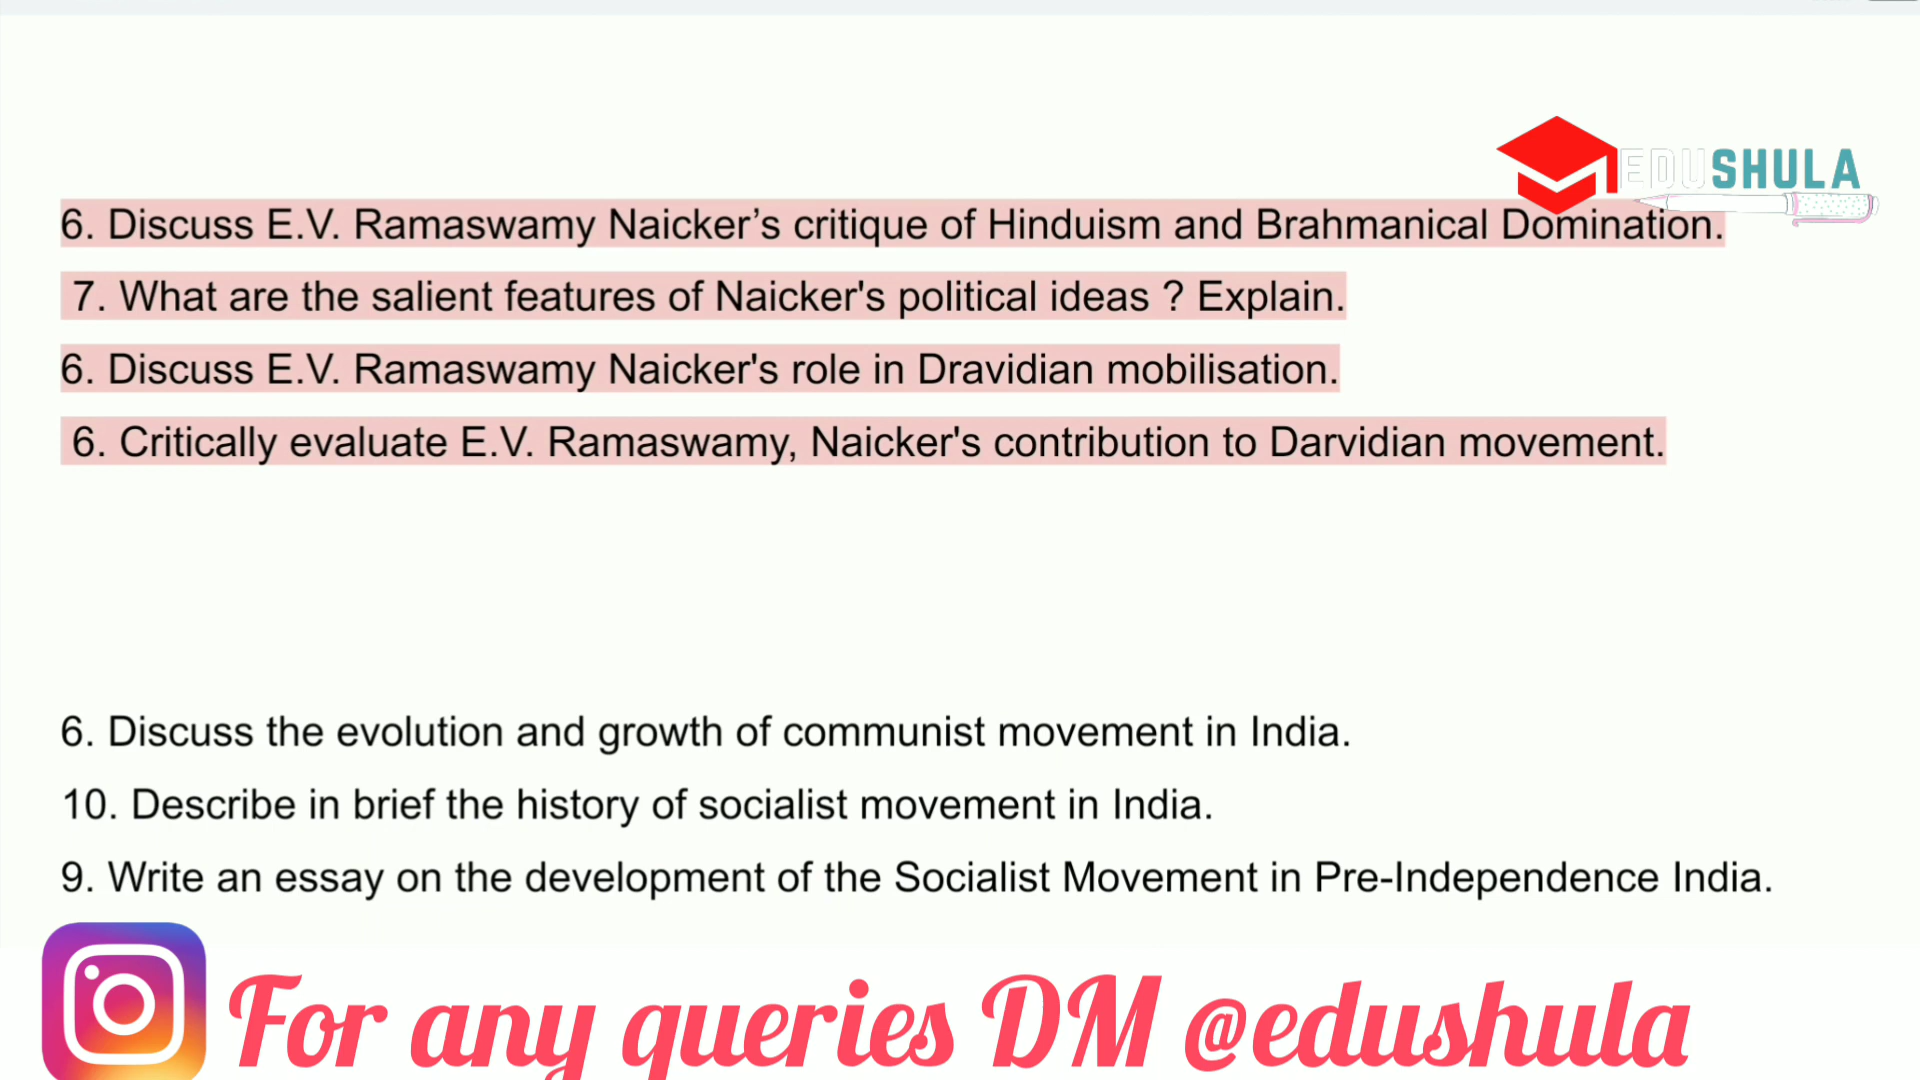 EDUSHULA
6. Discuss E.V. Ramaswamy Naicker’s critique of Hinduism and Brahmanical Domination.
7. What are the salient features of Naicker's political ideas ? Explain.
6. Discuss E.V. Ramaswamy Naicker's role in Dravidian mobilisation.
6. Critically evaluate E.V. Ramaswamy, Naicker's contribution to Darvidian movement.
6. Discuss the evolution and growth of communist movement in India.
10. Describe in brief the history of socialist movement in India.
9. Write an essay on the development of the Socialist Movement in Pre-Independence India.
For any queries DM @edushula